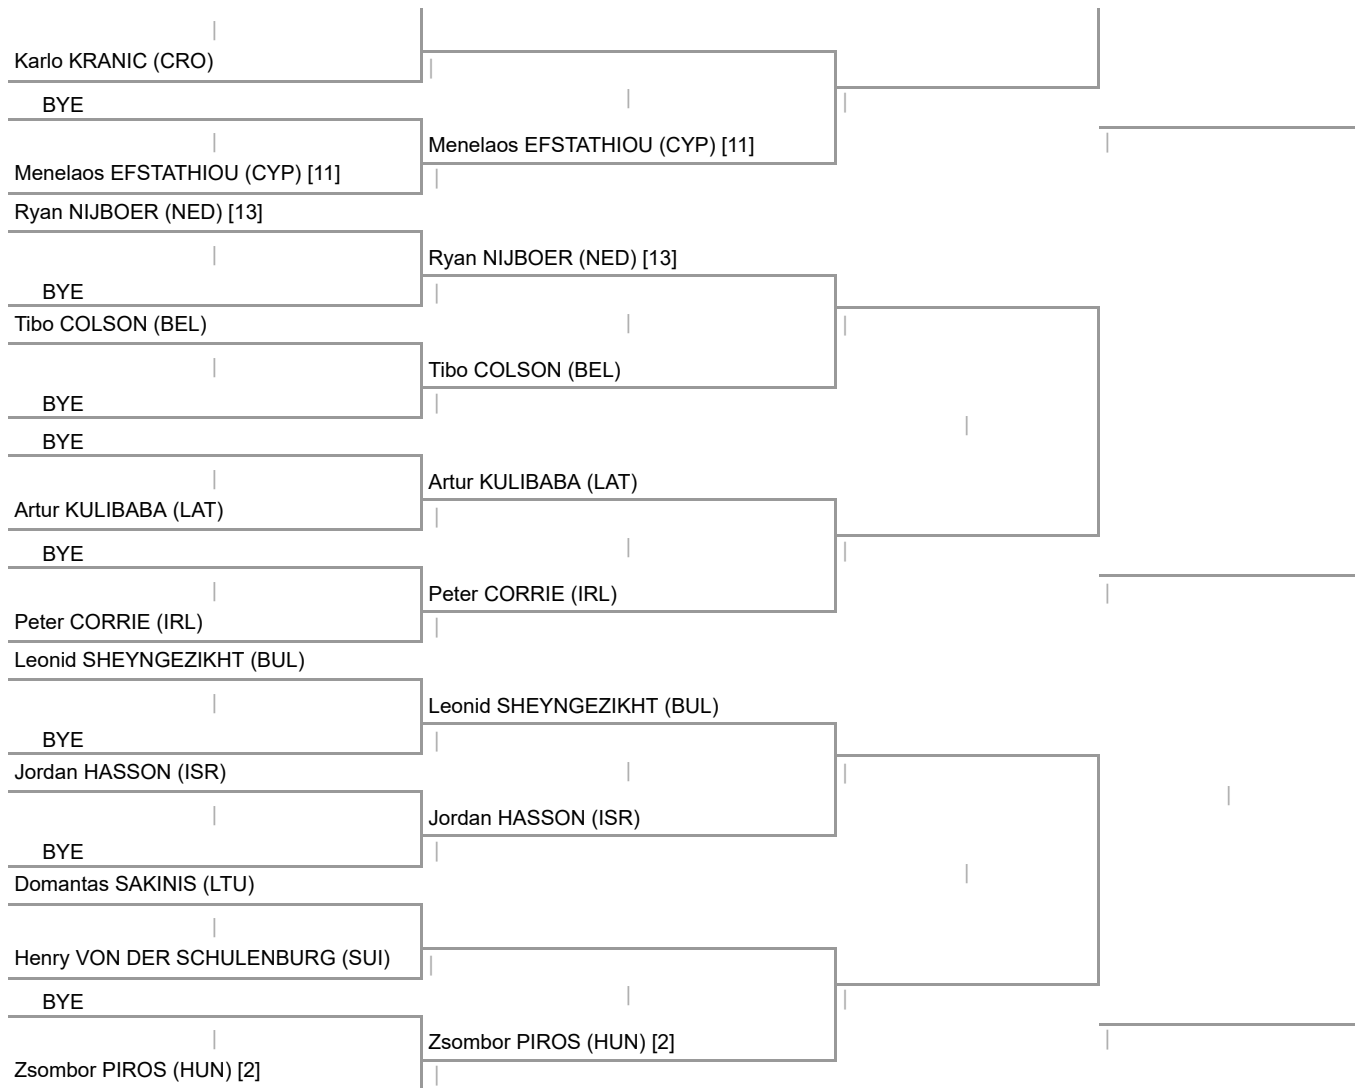 Karlo KRANIC (CRO)
BYE
Menelaos EFSTATHIOU (CYP) [11]
Menelaos EFSTATHIOU (CYP) [11]
Ryan NIJBOER (NED) [13]
Ryan NIJBOER (NED) [13]
BYE
Tibo COLSON (BEL)
Tibo COLSON (BEL)
BYE
BYE
Artur KULIBABA (LAT)
Artur KULIBABA (LAT)
BYE
Peter CORRIE (IRL)
Peter CORRIE (IRL)
Leonid SHEYNGEZIKHT (BUL)
Leonid SHEYNGEZIKHT (BUL)
BYE
Jordan HASSON (ISR)
Jordan HASSON (ISR)
BYE
Domantas SAKINIS (LTU)
Henry VON DER SCHULENBURG (SUI)
BYE
Zsombor PIROS (HUN) [2]
Zsombor PIROS (HUN) [2]